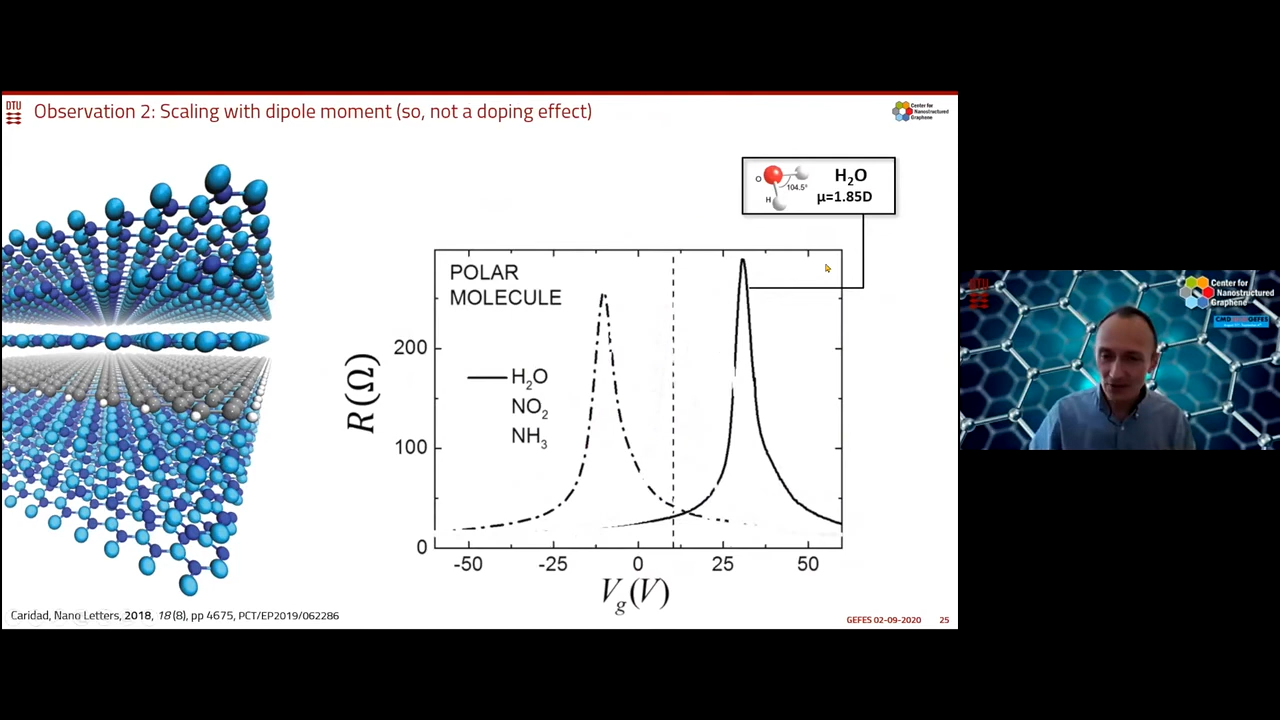 DTU
Observation 2: Scaling with dipole moment (so, not a doping effect)
Center for
Nanostructured
Graphene
O
H
104.5°
H₂O
μ=1.85D
POLAR
MOLECULE
H₂O
NO₂
NH₃
R(Ω)
200
100
0
-50
-25
0
25
50
Vg(V)
Caridad, Nano Letters, 2018, 18 (8), pp 4675, PCT/EP2019/062286
GEFES 02-09-2020
25
DTU
Center for
Nanostructured
Graphene